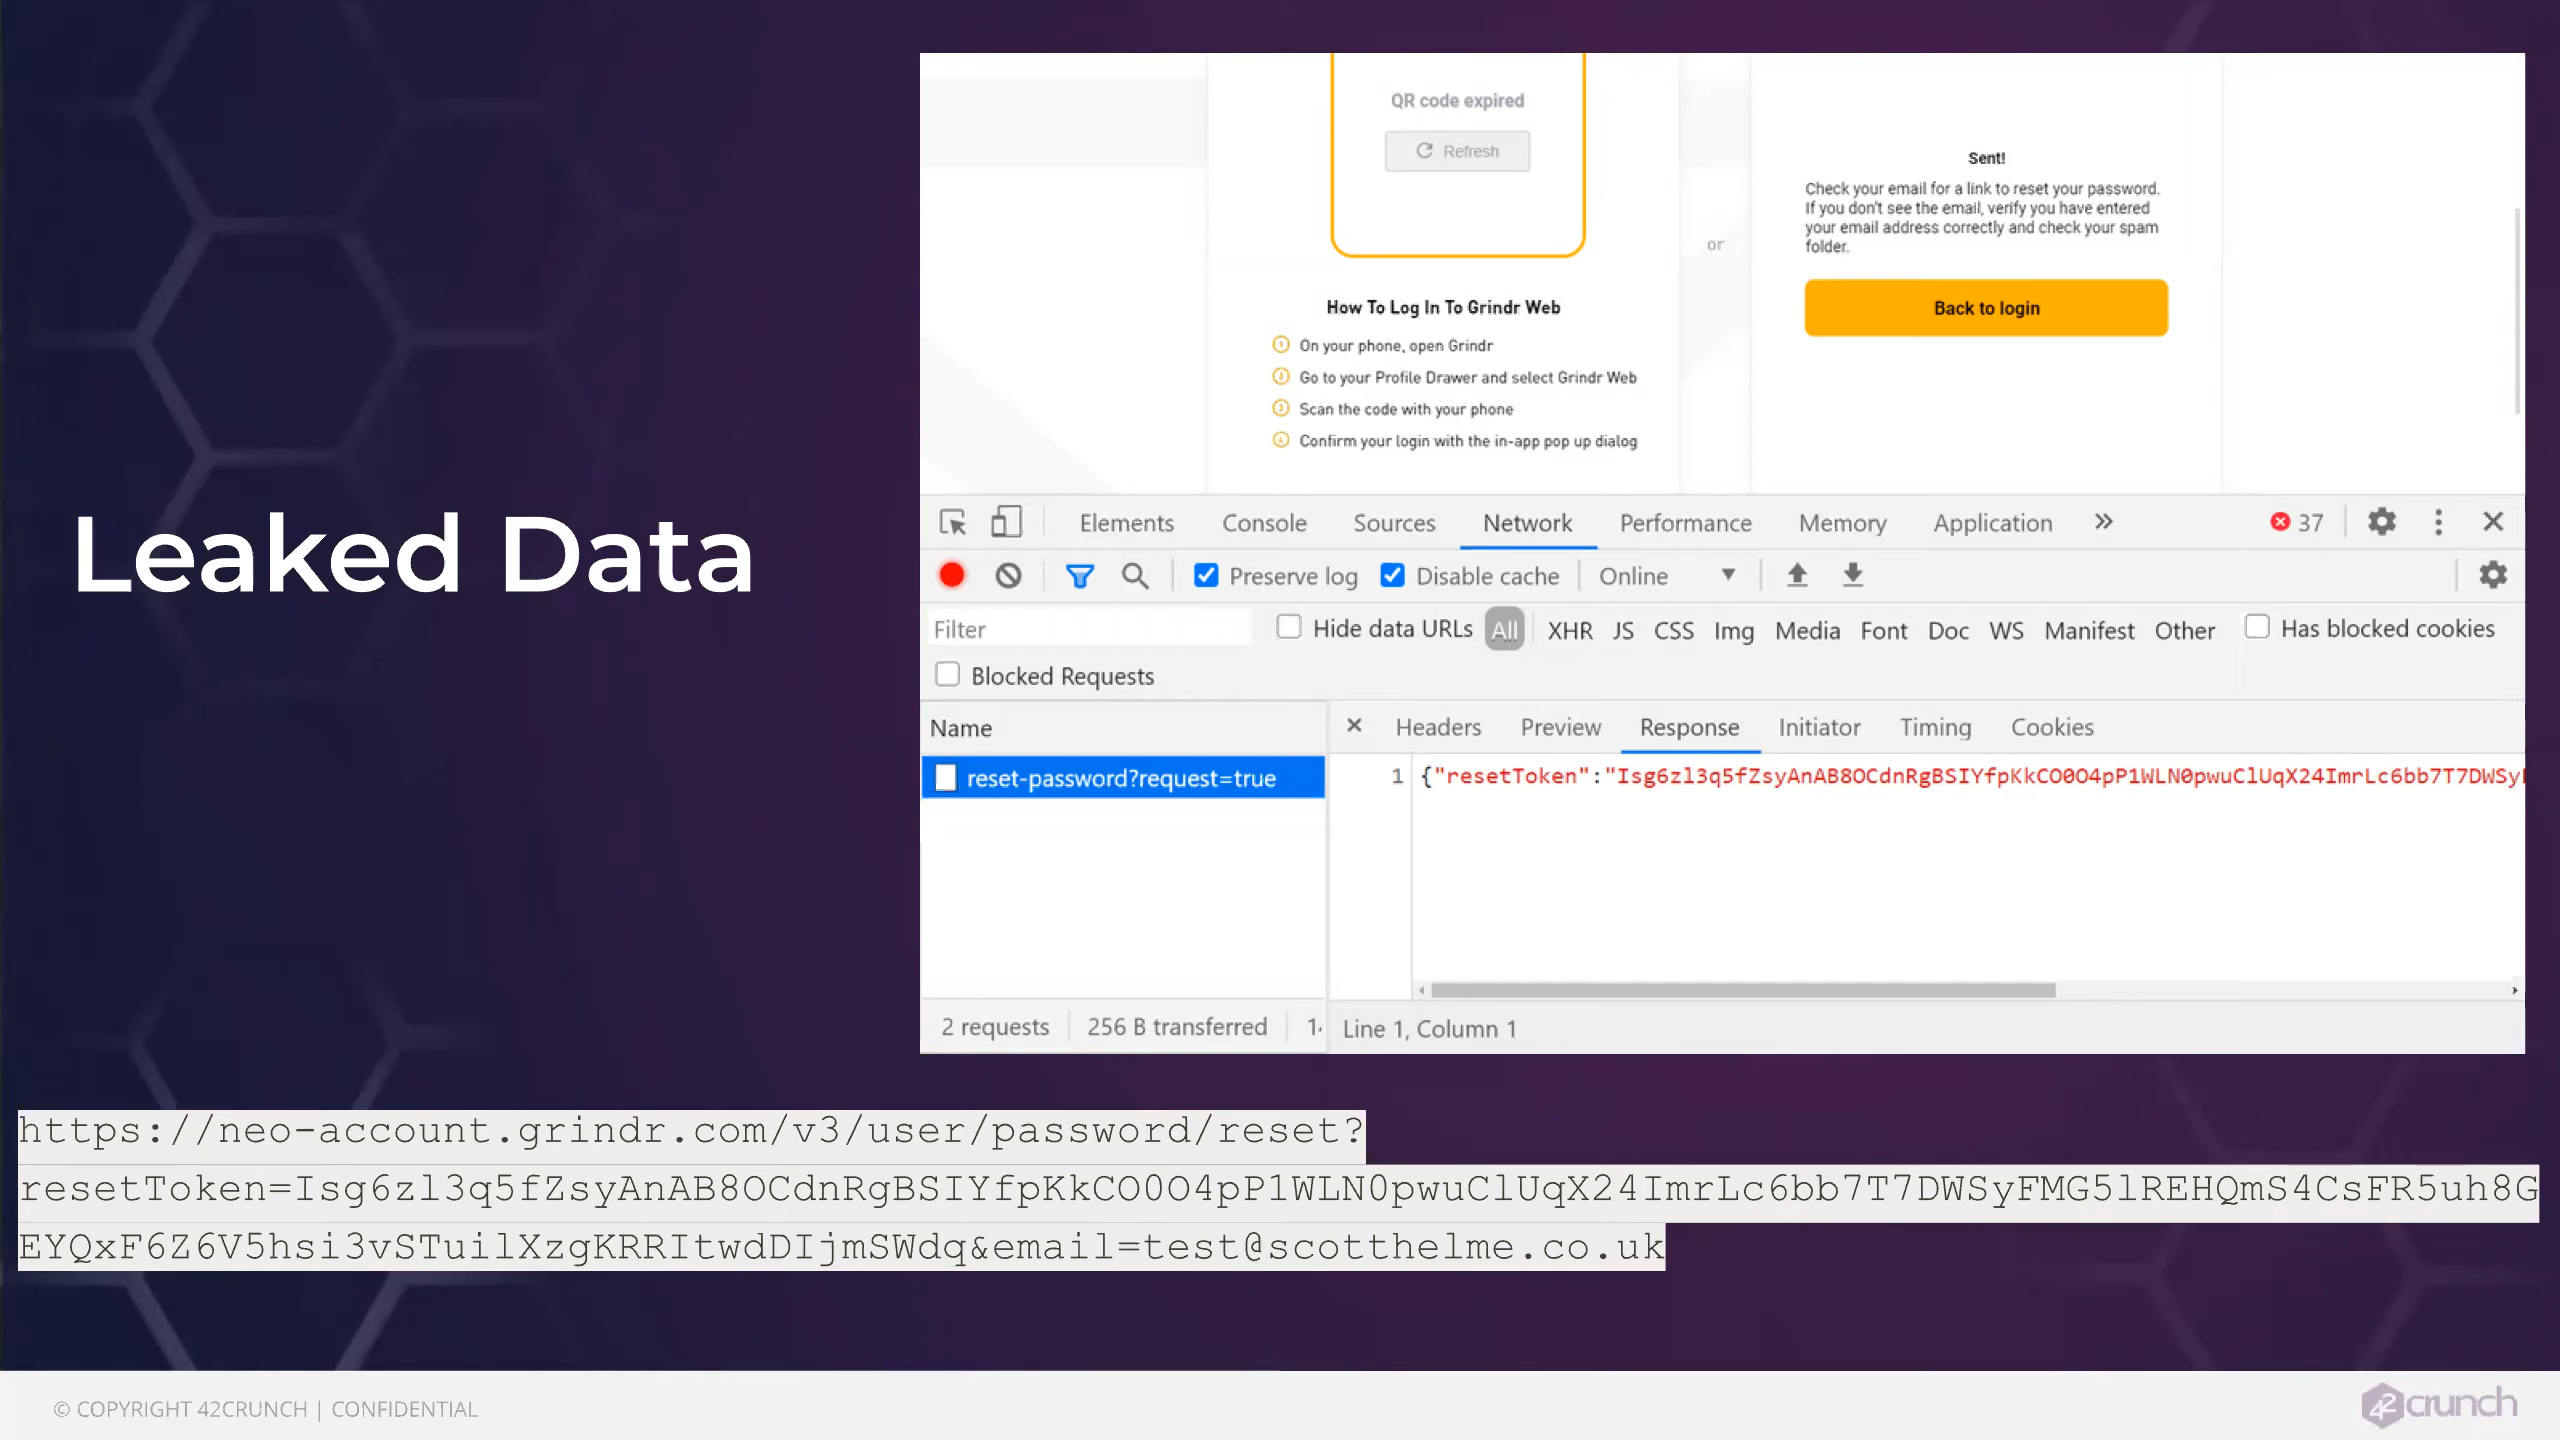 Leaked Data
QR code expired
Refresh
or
Sent!
Check your email for a link to reset your password.
If you don't see the email, verify you have entered
your email address correctly and check your spam
folder.
Back to login
How To Log In To Grindr Web
1 On your phone, open Grindr
2 Go to your Profile Drawer and select Grindr Web
3 Scan the code with your phone
4 Confirm your login with the in-app pop up dialog
Elements Console Sources Network Performance Memory Application » 37
Preserve log Disable cache Online
Filter Hide data URLs All XHR JS CSS Img Media Font Doc WS Manifest Other Has blocked cookies
Blocked Requests
Name
Headers Preview Response Initiator Timing Cookies
reset-password?request=true
1 {"resetToken":"Isg6zl3q5fZsyAnAB8OCdnRgBSIYfpKkCO0O4pP1WLN0pwuClUqX24ImrLc6bb7T7DWSy
2 requests 256 B transferred
Line 1, Column 1
https://neo-account.grindr.com/v3/user/password/reset?
resetToken=Isg6zl3q5fZsyAnAB8OCdnRgBSIYfpKkCO0O4pP1WLN0pwuClUqX24ImrLc6bb7T7DWSyFMG5lREHQmS4CsFR5uh8G
EYQxF6Z6V5hsi3vSTuilXzgKRRItwdDIjmSWdq&email=test@scotthelme.co.uk
© COPYRIGHT 42CRUNCH | CONFIDENTIAL
42crunch